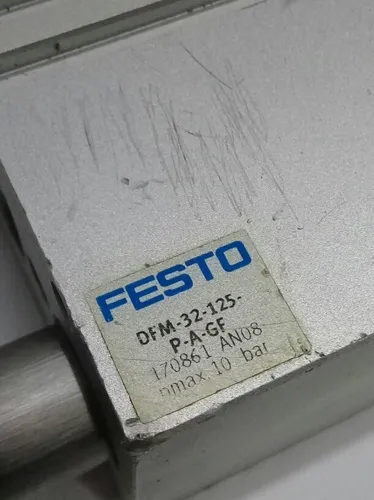 FESTO
DFM-32-125-
P-A-GF
170861 AN08
pmax.10 bar